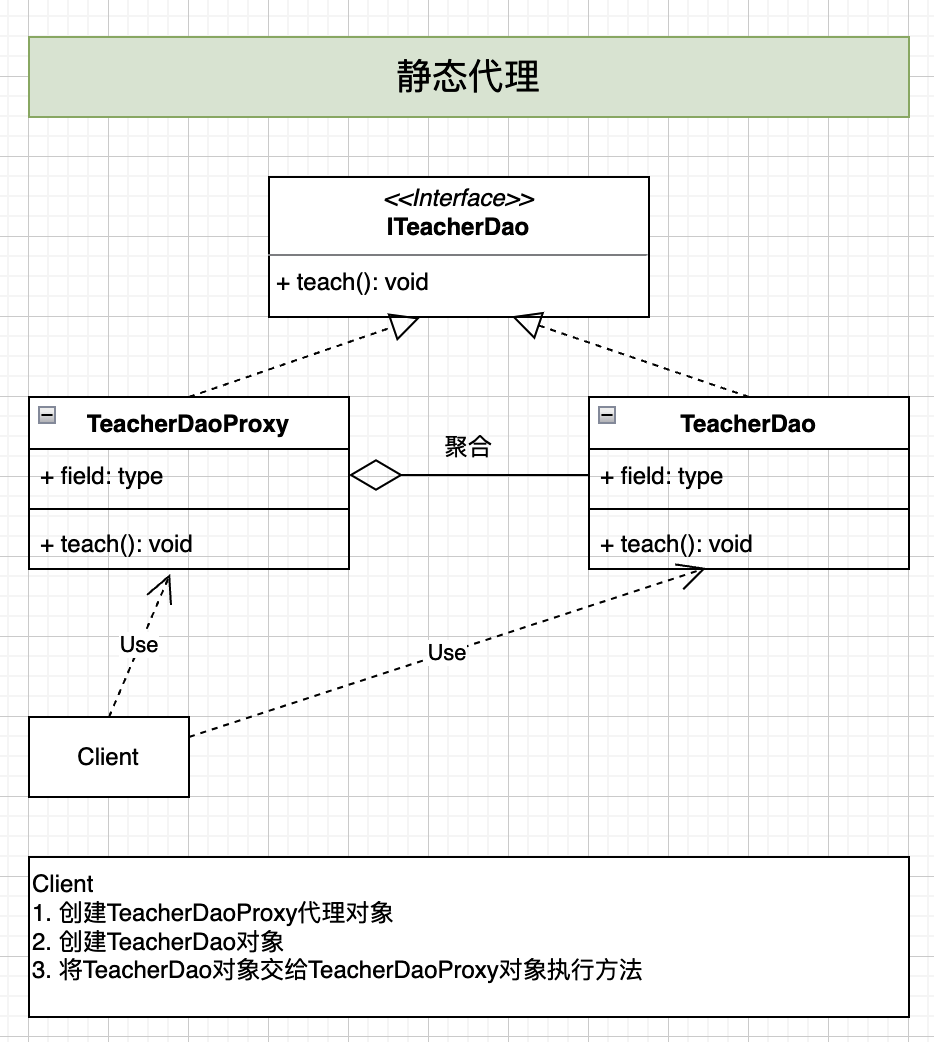 静态代理
<<Interface>>
ITeacherDao
+ teach(): void
TeacherDaoProxy
+ field: type
+ teach(): void
聚合
TeacherDao
+ field: type
+ teach(): void
Use
Use
Client
Client
1. 创建TeacherDaoProxy代理对象
2. 创建TeacherDao对象
3. 将TeacherDao对象交给TeacherDaoProxy对象执行方法